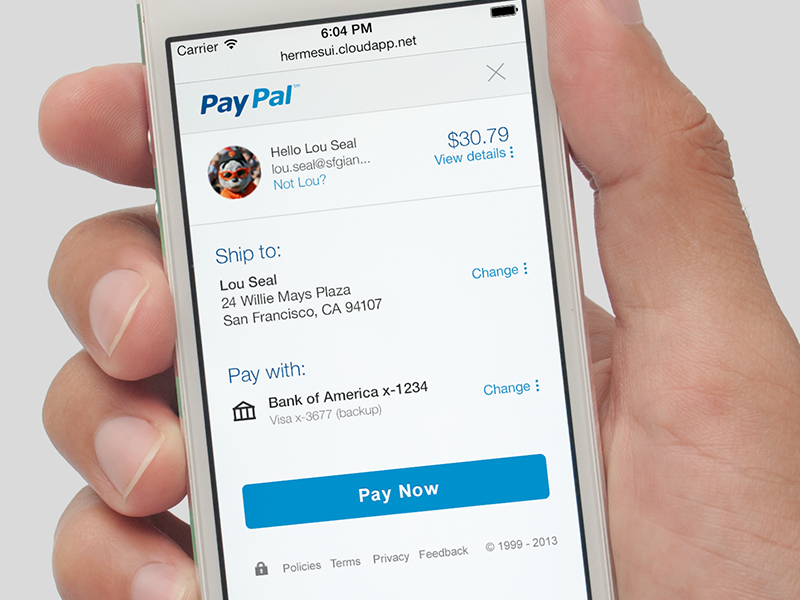 Carrier 6:04 PM
hermesui.cloudapp.net
PayPal™
Hello Lou Seal $30.79
lou.seal@sfgian... View details
Not Lou?
Ship to:
Lou Seal Change
24 Willie Mays Plaza
San Francisco, CA 94107
Pay with:
Bank of America x-1234 Change
Visa x-3677 (backup)
Pay Now
Policies Terms Privacy Feedback © 1999 - 2013